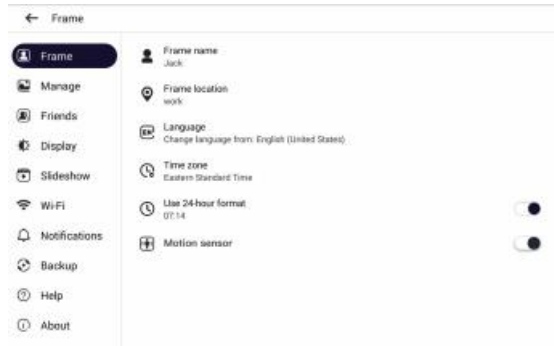 Frame
Frame
Manage
Friends
Display
Slideshow
Wi-Fi
Notifications
Backup
Help
About
Frame name
Jack
Frame location
work
Language
Change language from: English (United States)
Time zone
Eastern Standard Time
Use 24-hour format
07:14
Motion sensor